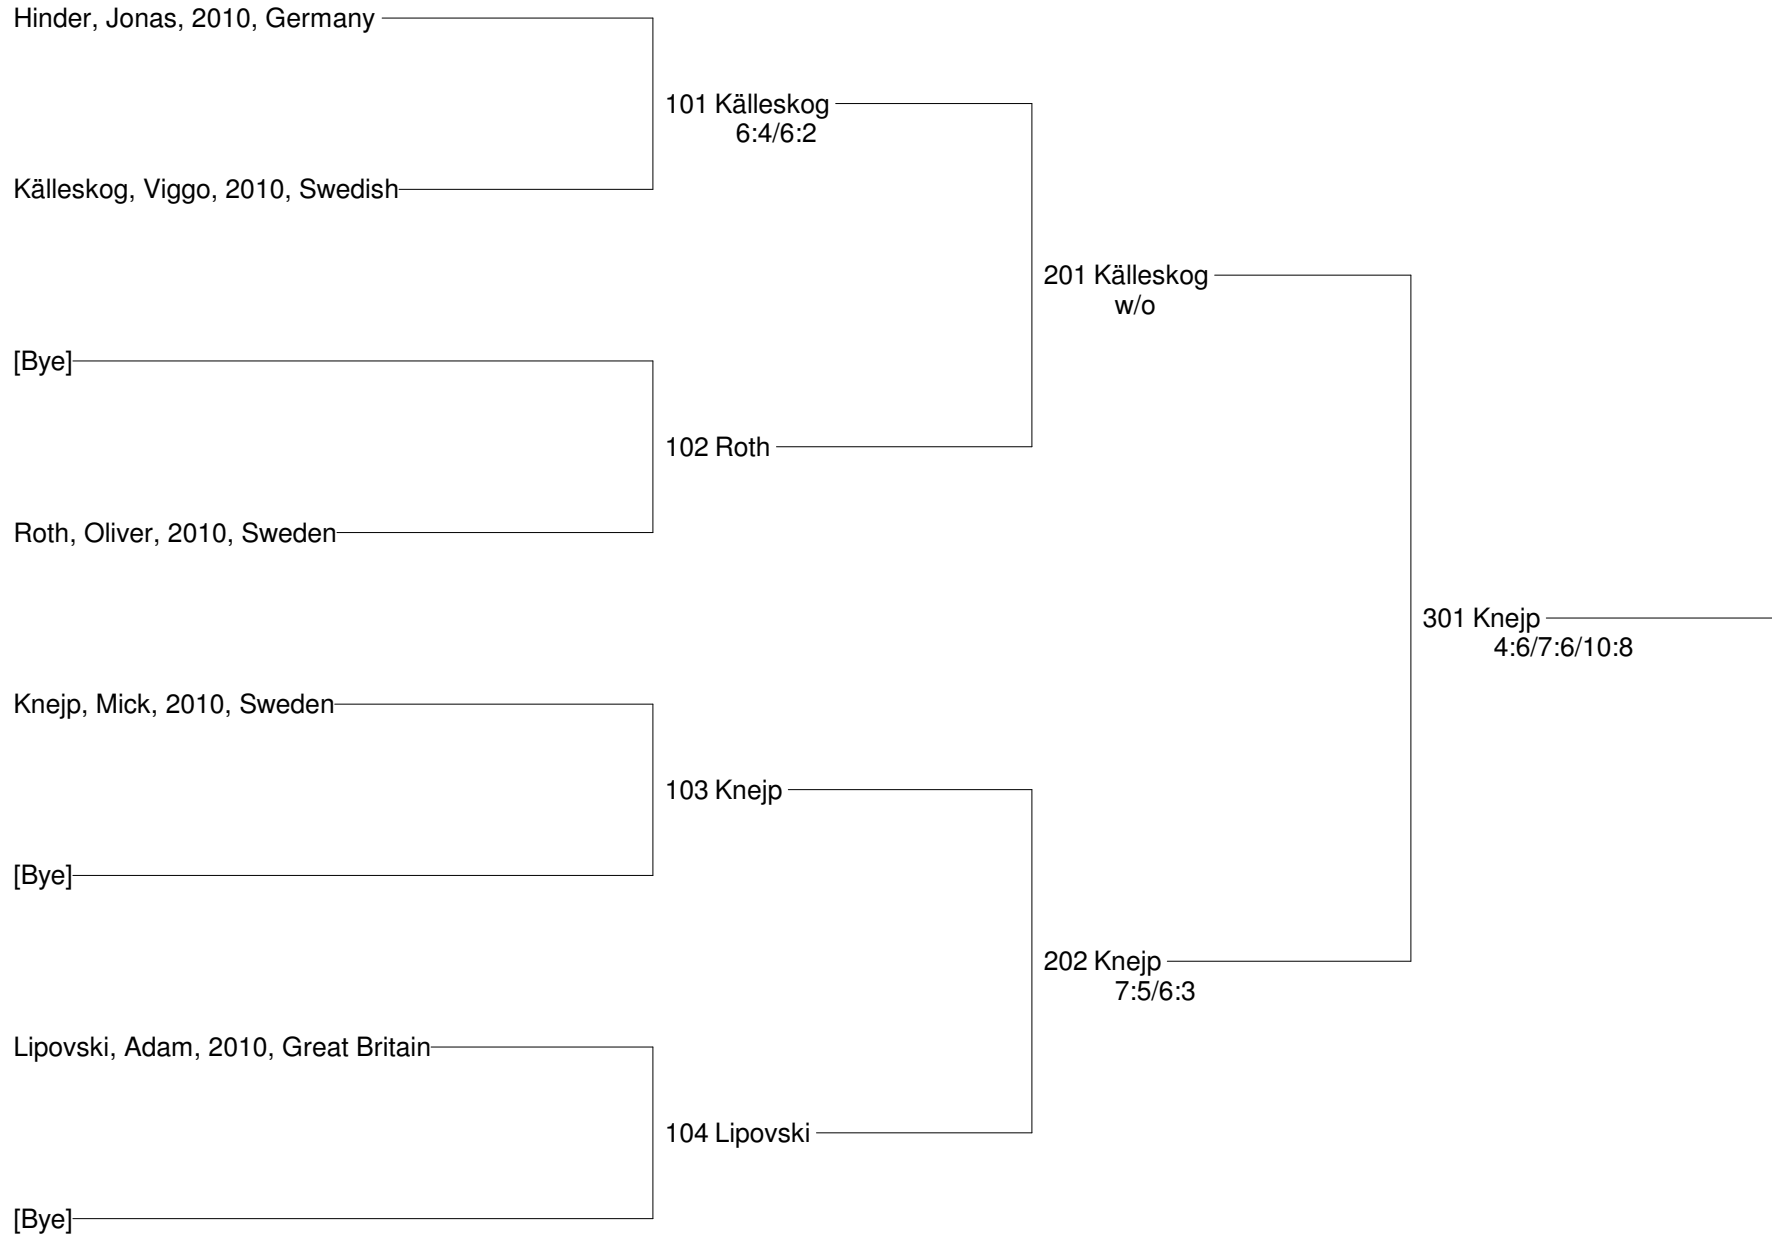 Hinder, Jonas, 2010, Germany
101 Källeskog
6:4/6:2
Källeskog, Viggo, 2010, Swedish
201 Källeskog
w/o
[Bye]
102 Roth
Roth, Oliver, 2010, Sweden
301 Knejp
4:6/7:6/10:8
Knejp, Mick, 2010, Sweden
103 Knejp
[Bye]
202 Knejp
7:5/6:3
Lipovski, Adam, 2010, Great Britain
104 Lipovski
[Bye]